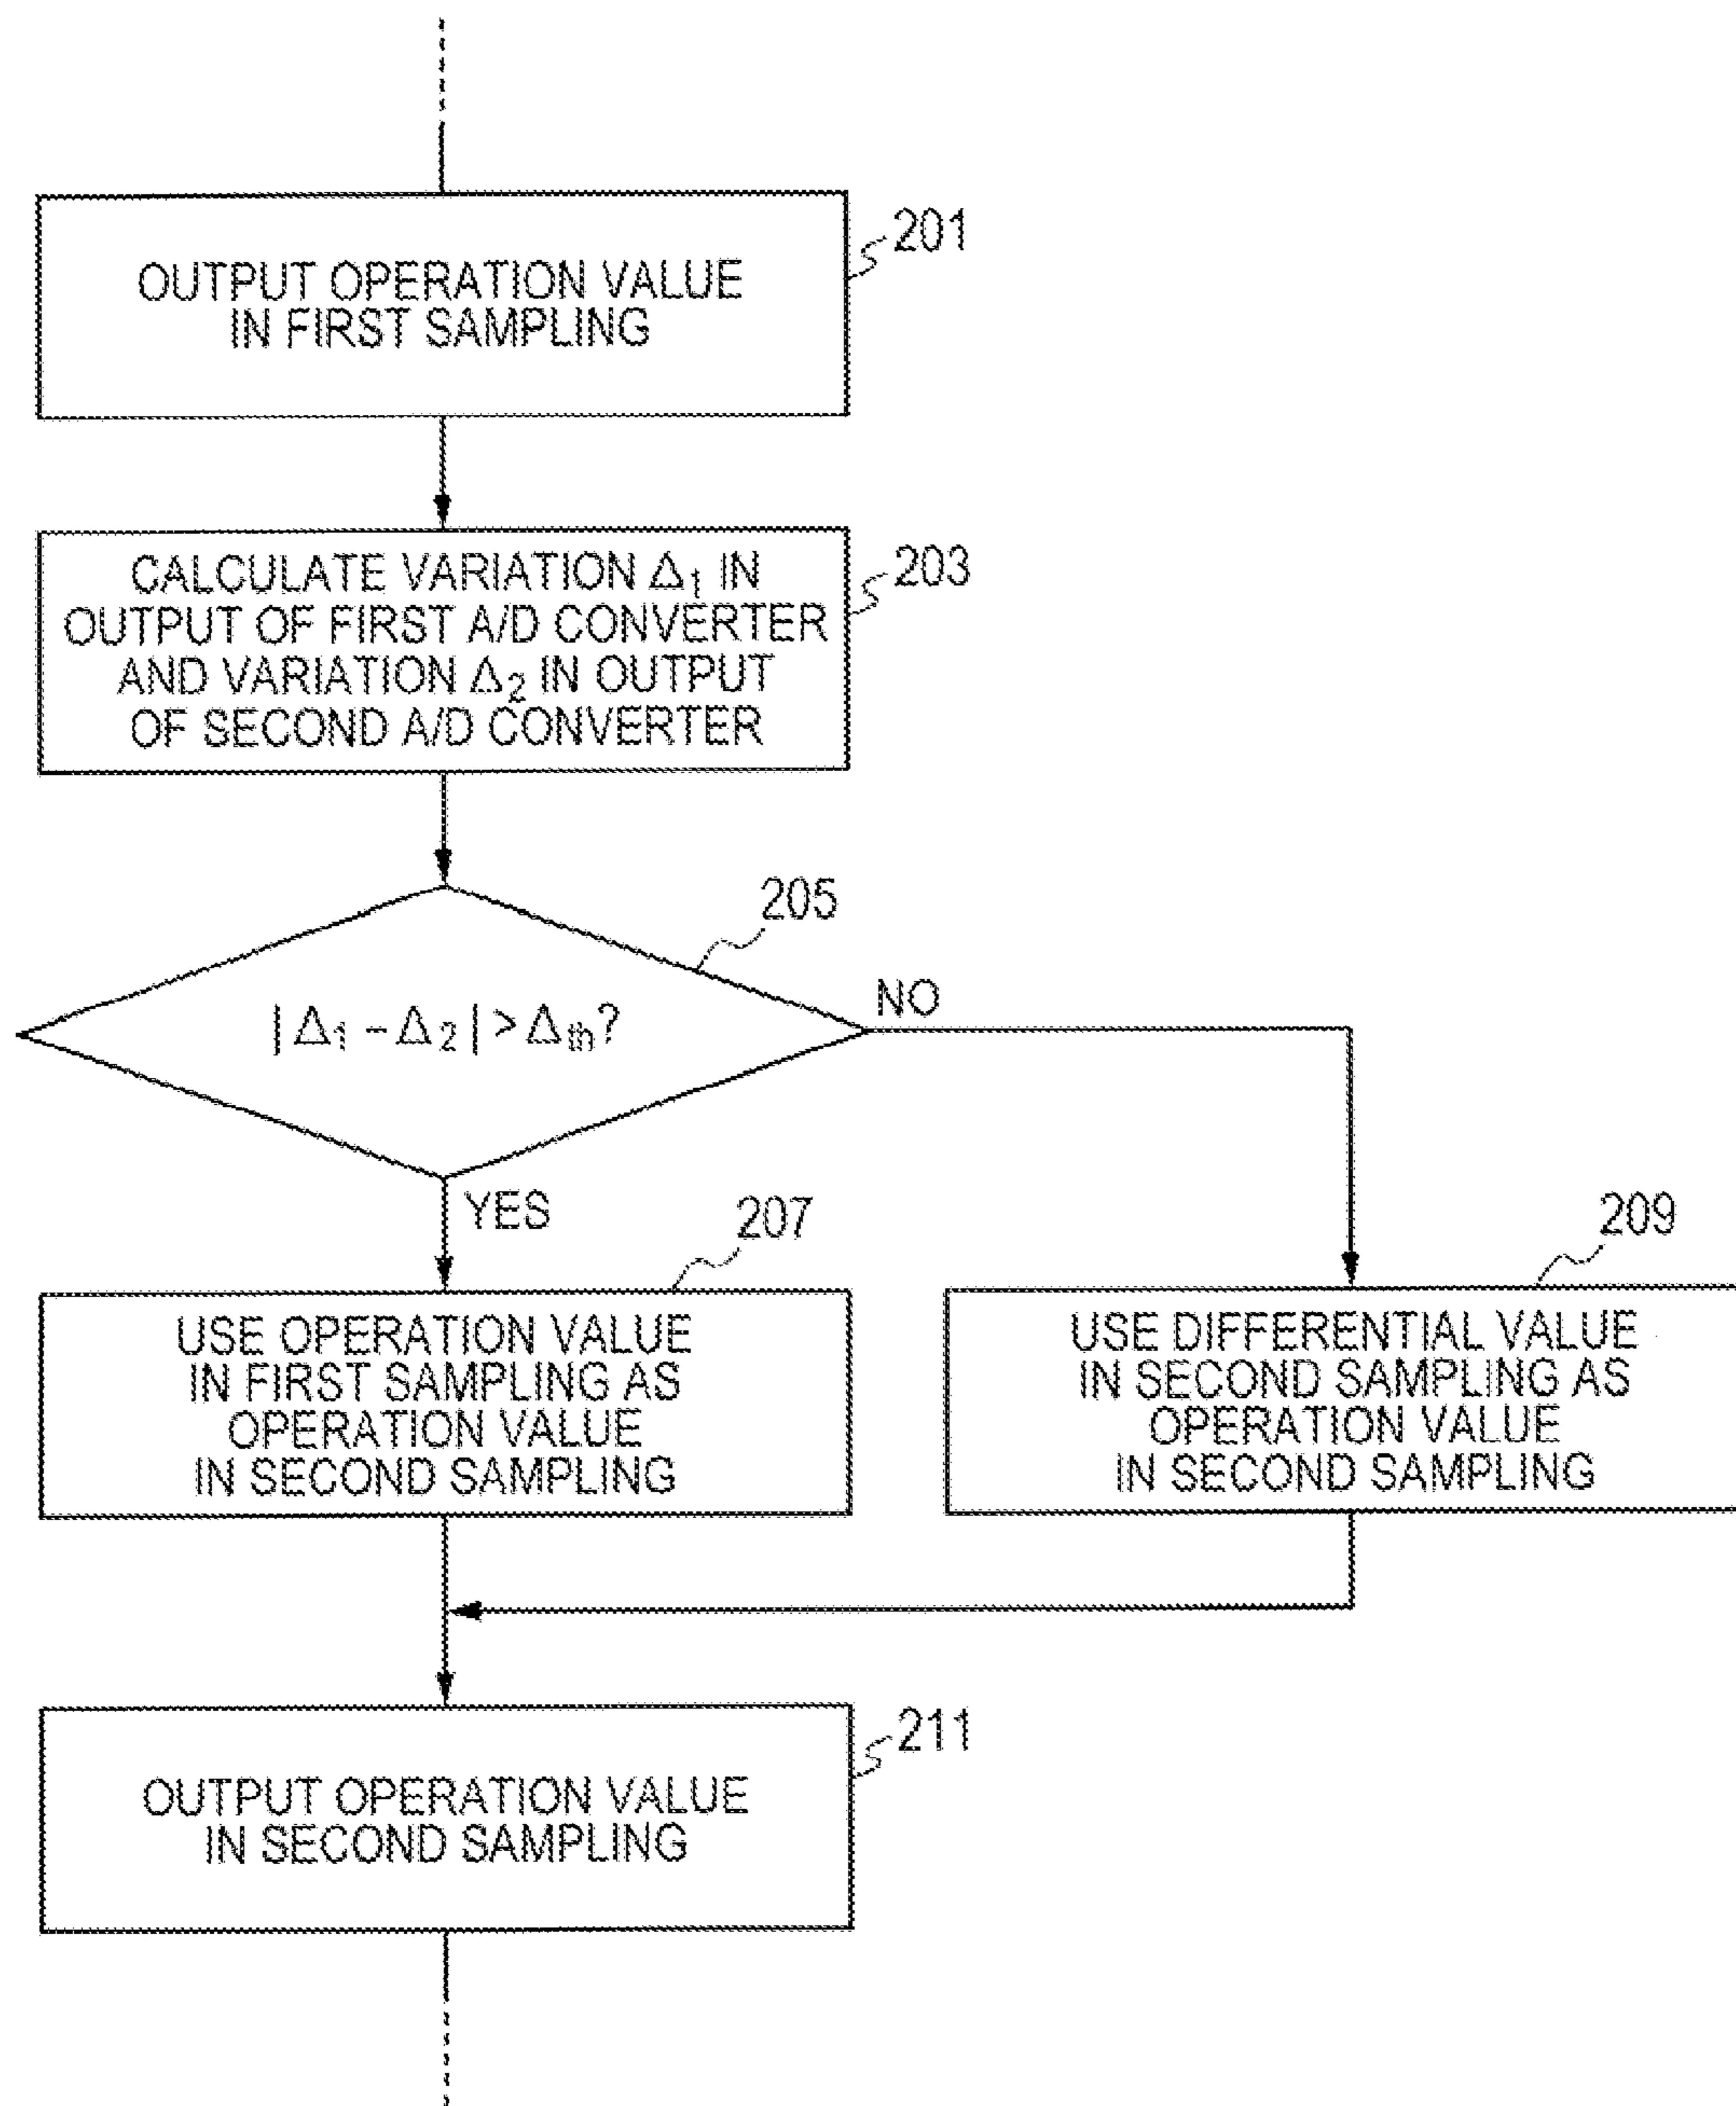 OUTPUT OPERATION VALUE
IN FIRST SAMPLING
201
CALCULATE VARIATION Δ1 IN
OUTPUT OF FIRST A/D CONVERTER
AND VARIATION Δ2 IN OUTPUT
OF SECOND A/D CONVERTER
203
205
| Δ1 - Δ2 | > Δth?
NO
YES
207
USE OPERATION VALUE
IN FIRST SAMPLING AS
OPERATION VALUE
IN SECOND SAMPLING
209
USE DIFFERENTIAL VALUE
IN SECOND SAMPLING AS
OPERATION VALUE
IN SECOND SAMPLING
211
OUTPUT OPERATION VALUE
IN SECOND SAMPLING